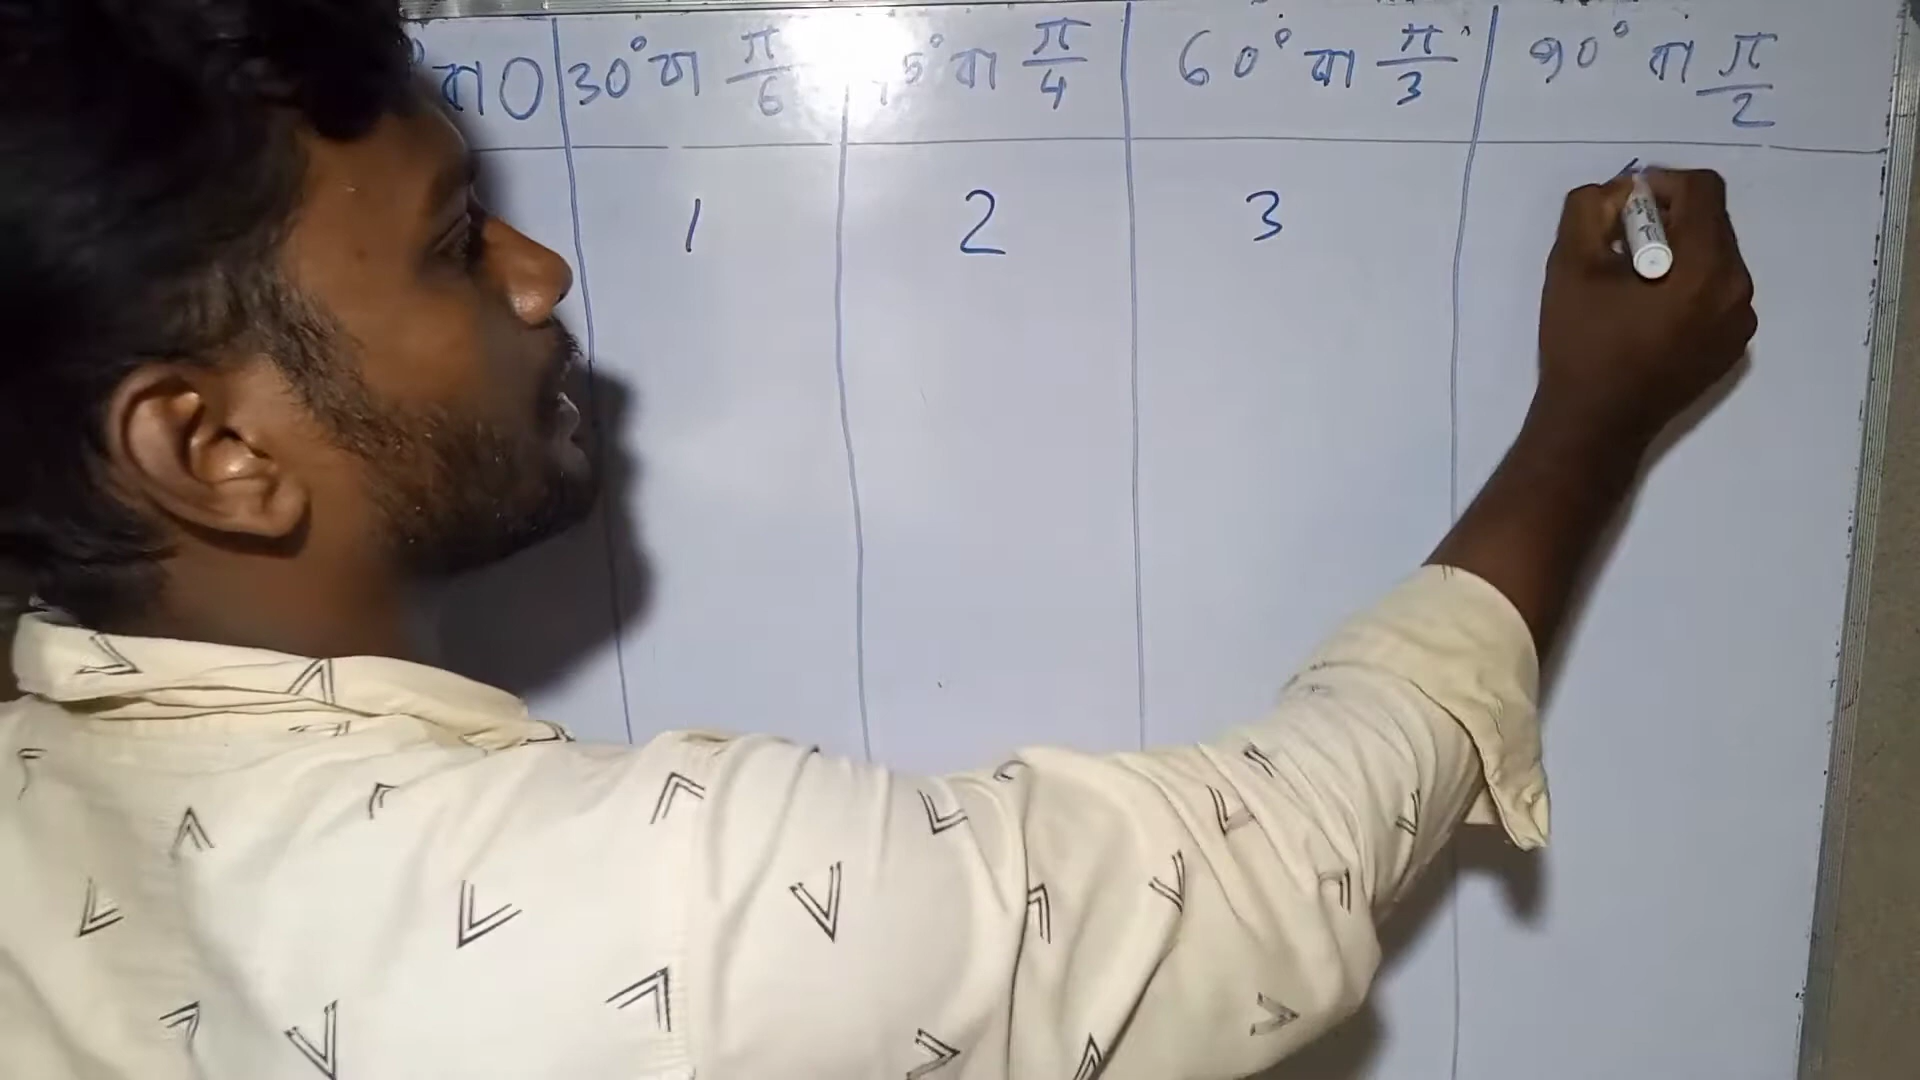 ° বা 0 30° বা π/6 45° বা π/4 60° বা π/3 90° বা π/2
1 2 3